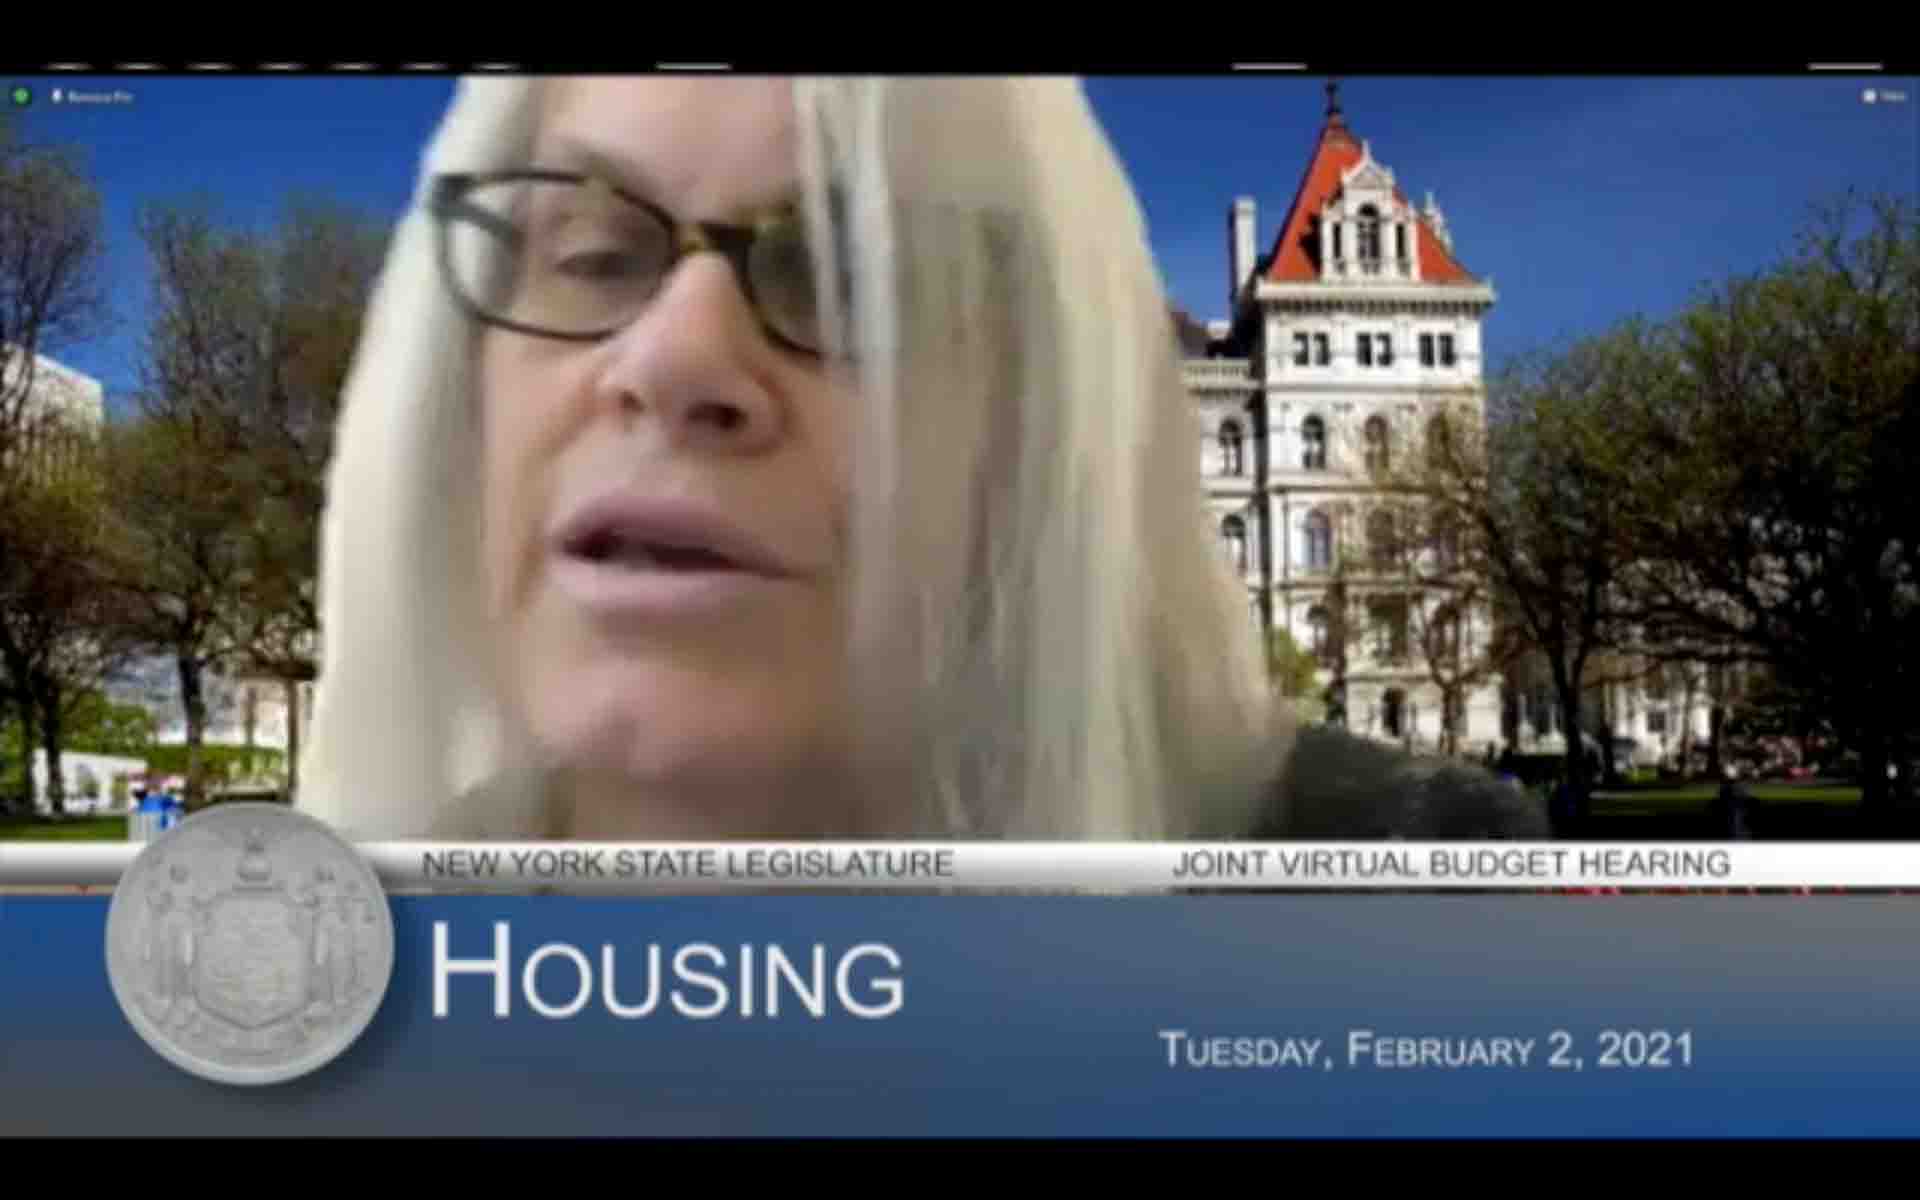 NEW YORK STATE LEGISLATURE
JOINT VIRTUAL BUDGET HEARING
HOUSING
TUESDAY, FEBRUARY 2, 2021